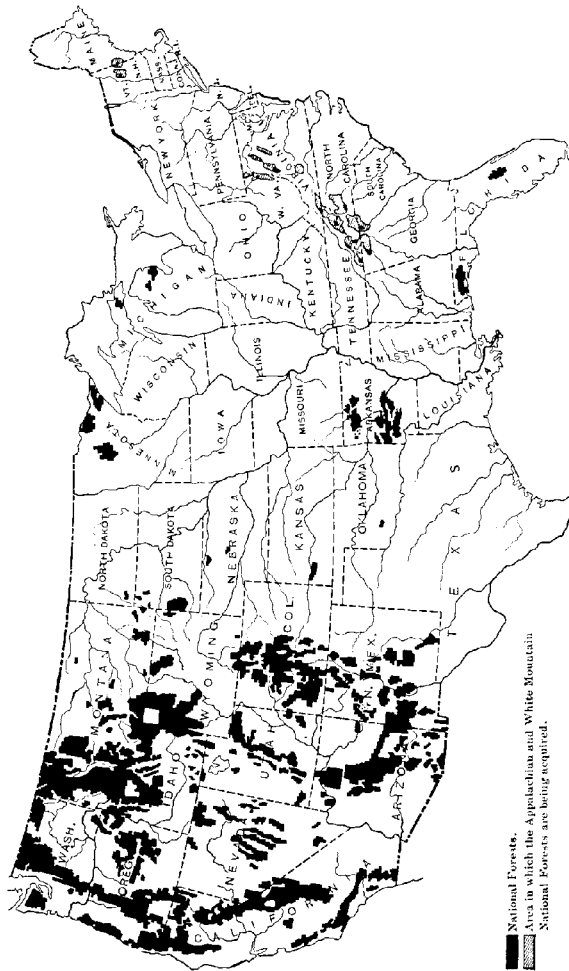 WASH.
MONTANA
NORTH DAKOTA
MINNESOTA
WISCONSIN
MICHIGAN
NEW YORK
MAINE
VT.
N.H.
MASS.
OREG
IDAHO
WYOMING
SOUTH DAKOTA
IOWA
ILLINOIS
INDIANA
OHIO
PENNSYLVANIA
N.J.
NEV
UTAH
COL
NEBRASKA
KANSAS
MISSOURI
KENTUCKY
W. VA.
VIRGINIA
CALIFORNIA
ARIZO
N. MEX.
OKLAHOMA
ARKANSAS
TENNESSEE
NORTH CAROLINA
SOUTH CAROLINA
TEXAS
LOUISIANA
MISSISSIPPI
ALABAMA
GEORGIA
FLORIDA
National Forests.
Area in which the Appalachian and White Mountain
National Forests are being acquired.